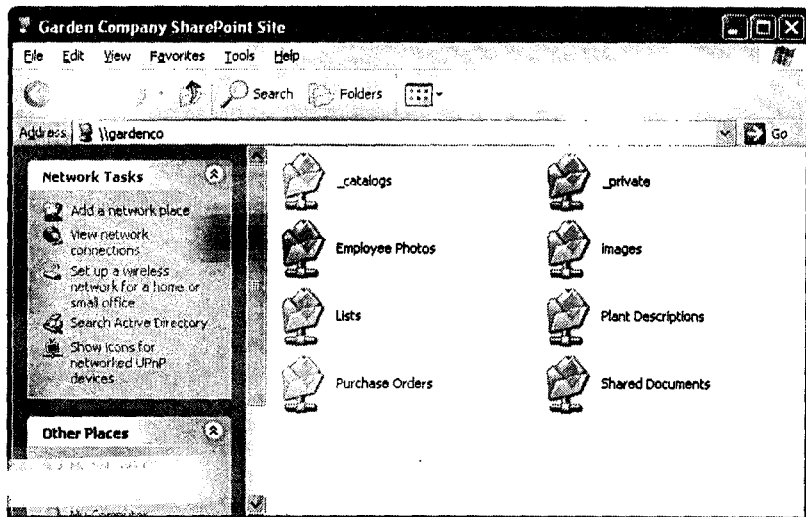 Garden Company SharePoint Site
File Edit View Favorites Tools Help
Search Folders
Address \\gardenco Go
Network Tasks
Add a network place
View network
connections
Set up a wireless
network for a home or
small office
Search Active Directory
Show icons for
networked UPnP
devices
Other Places
My Computer
_catalogs _private
Employee Photos images
Lists Plant Descriptions
Purchase Orders Shared Documents